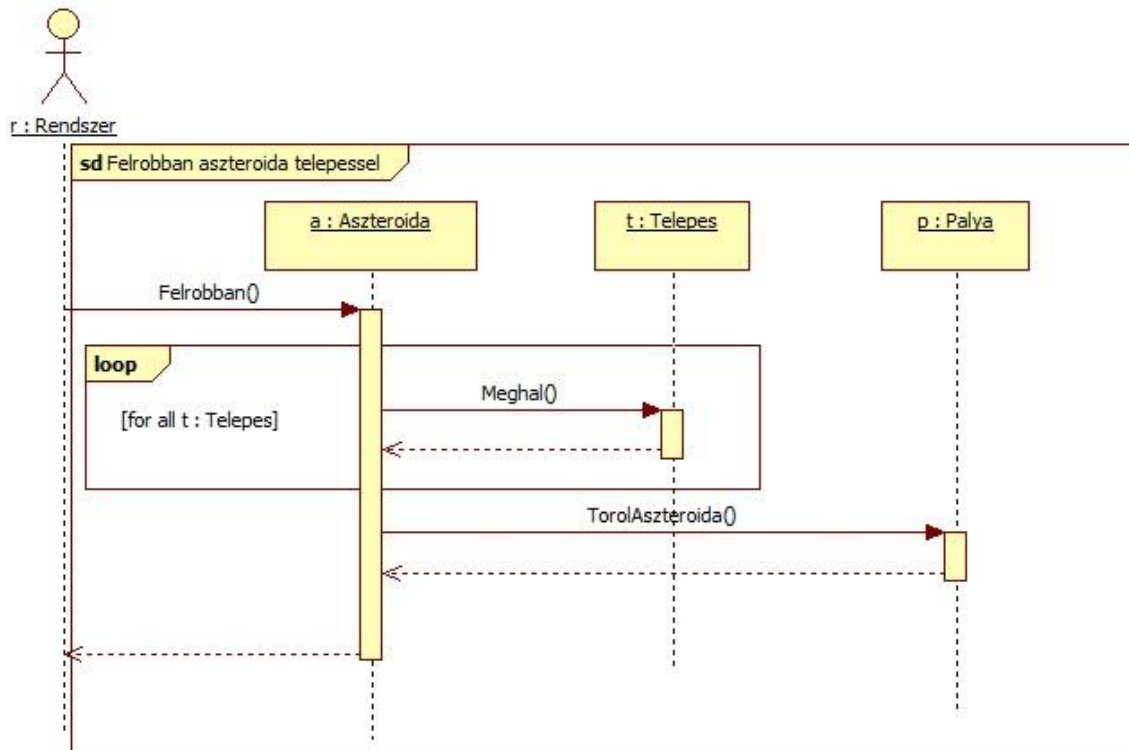 r : Rendszer
sd Felrobban aszteroida telepessel
a : Aszteroida
t : Telepes
p : Palya
Felrobban()
loop
Meghal()
[for all t : Telepes]
TorolAszteroida()